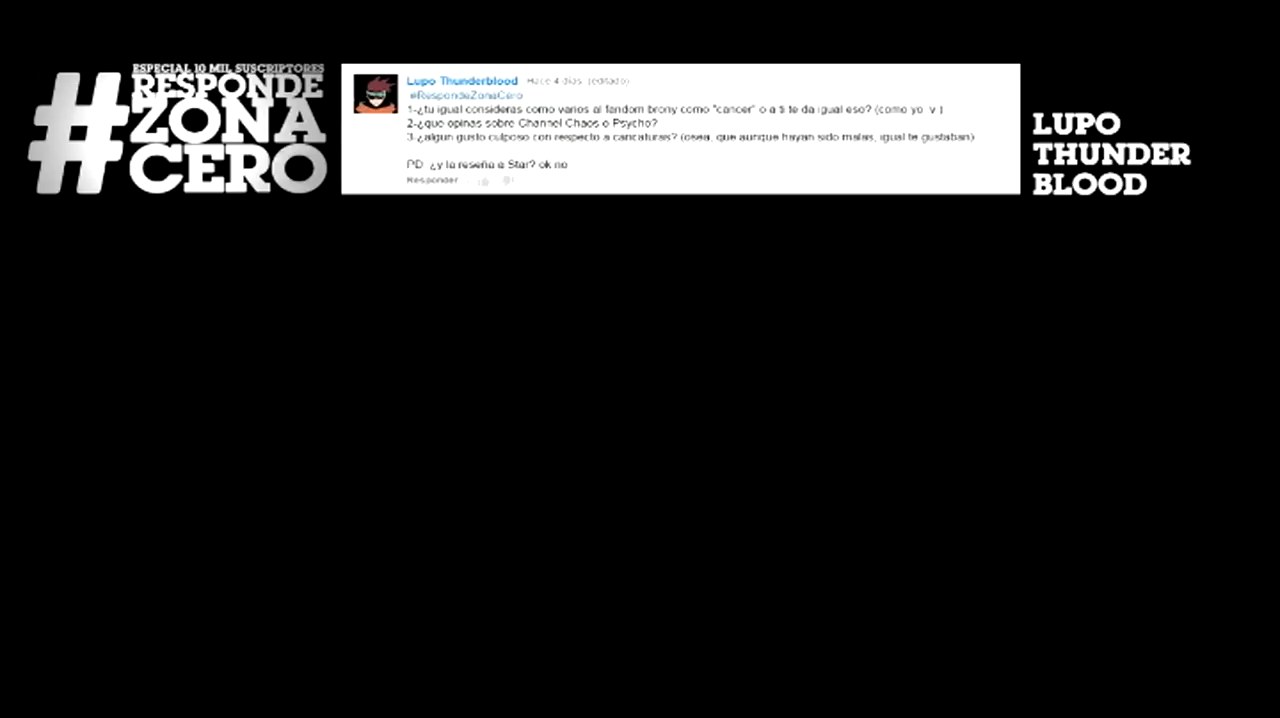 ESPECIAL 10 MIL SUSCRIPTORES
#RESPONDE
ZONA
CERO
Lupo Thunderblood Hace 4 días (editado)
#RespondeZonaCero
1-¿tu igual consideras como varios al fandom brony como "cancer" o a ti te da igual eso? (como yo v )
2-¿que opinas sobre Channel Chaos o Psycho?
3-¿algun gusto culposo con respecto a caricaturas? (osea, que aunque hayan sido malas, igual te gustaban)
PD ¿y la reseña a Star? ok no
Responder
LUPO
THUNDER
BLOOD